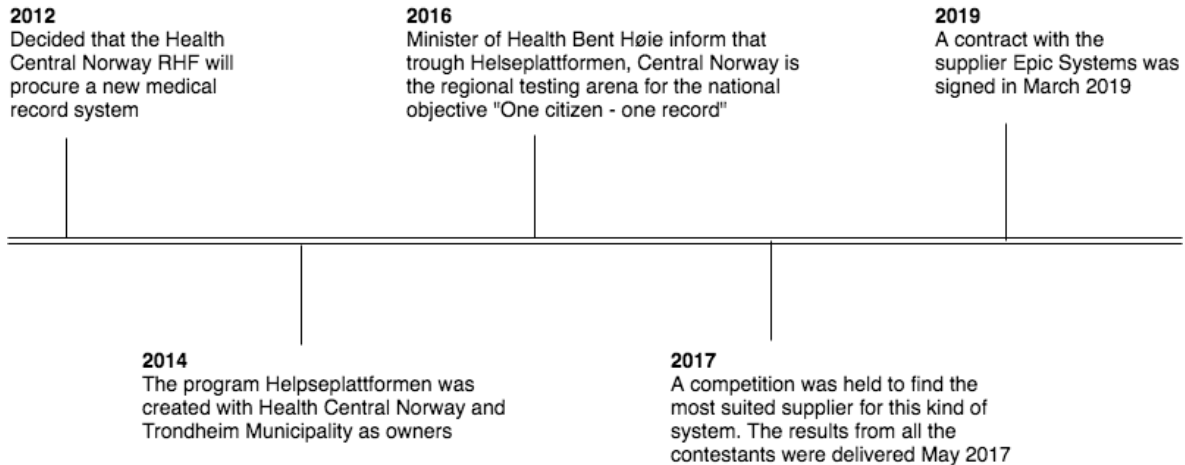 2012
Decided that the Health
Central Norway RHF will
procure a new medical
record system
2014
The program Helpseplattformen was
created with Health Central Norway and
Trondheim Municipality as owners
2016
Minister of Health Bent Høie inform that
trough Helseplattformen, Central Norway is
the regional testing arena for the national
objective "One citizen - one record"
2017
A competition was held to find the
most suited supplier for this kind of
system. The results from all the
contestants were delivered May 2017
2019
A contract with the
supplier Epic Systems was
signed in March 2019